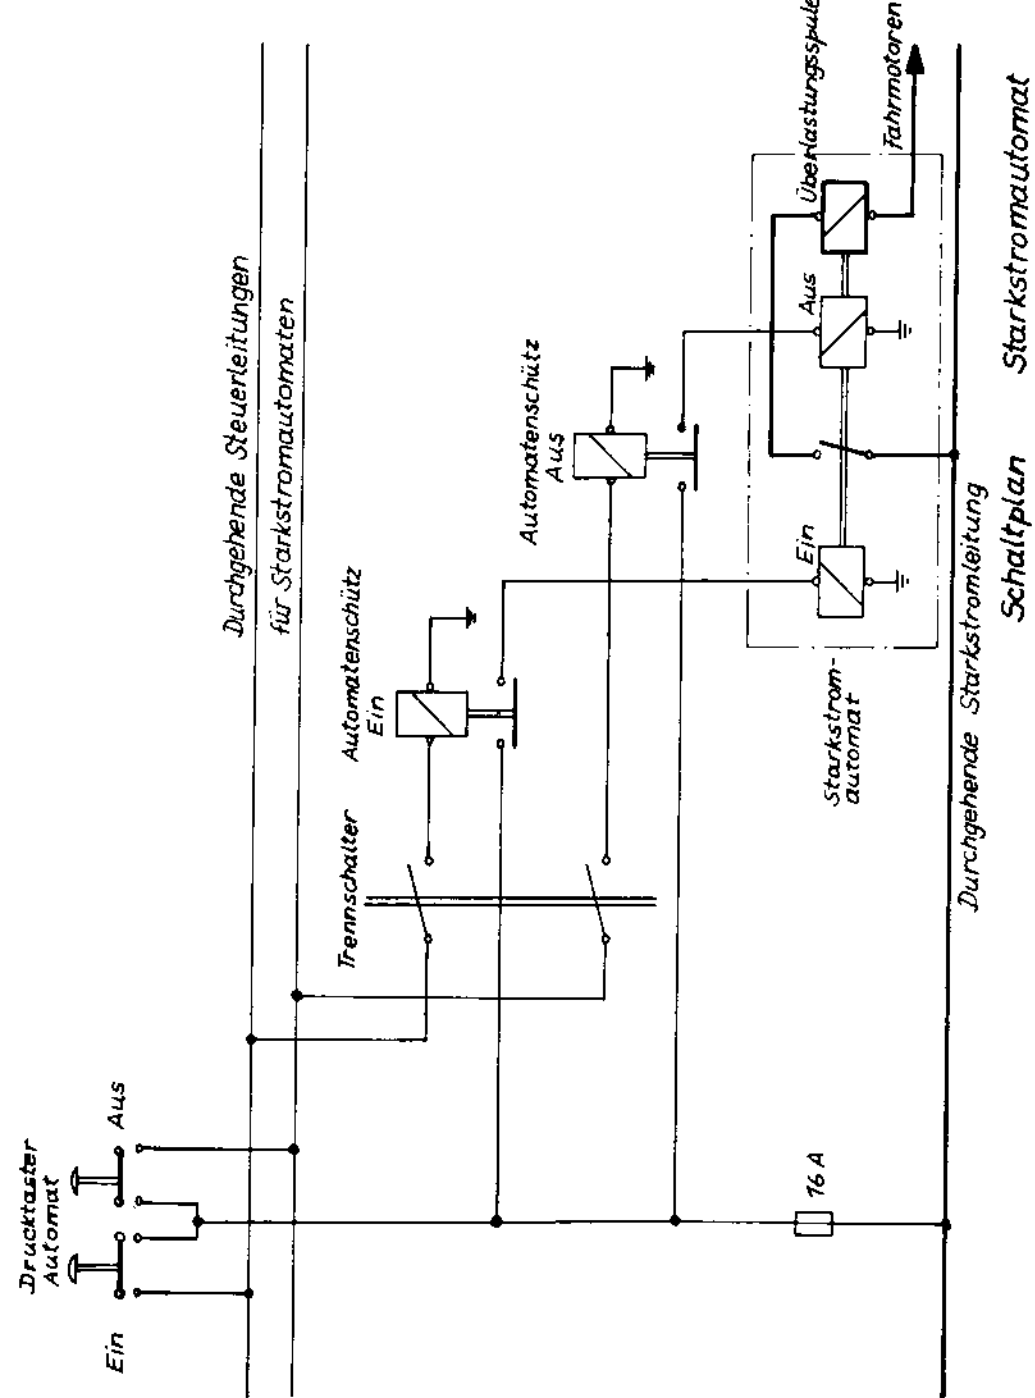 Drucktaster
Automat
Ein
Aus
Durchgehende Steuerleitungen
für Starkstromautomaten
Trennschalter
Automatenschütz
Ein
Automatenschütz
Aus
16 A
Starkstrom-
automat
Ein
Aus
Überlastungsspule
Fahrmotoren
Durchgehende Starkstromleitung
Schaltplan Starkstromautomat